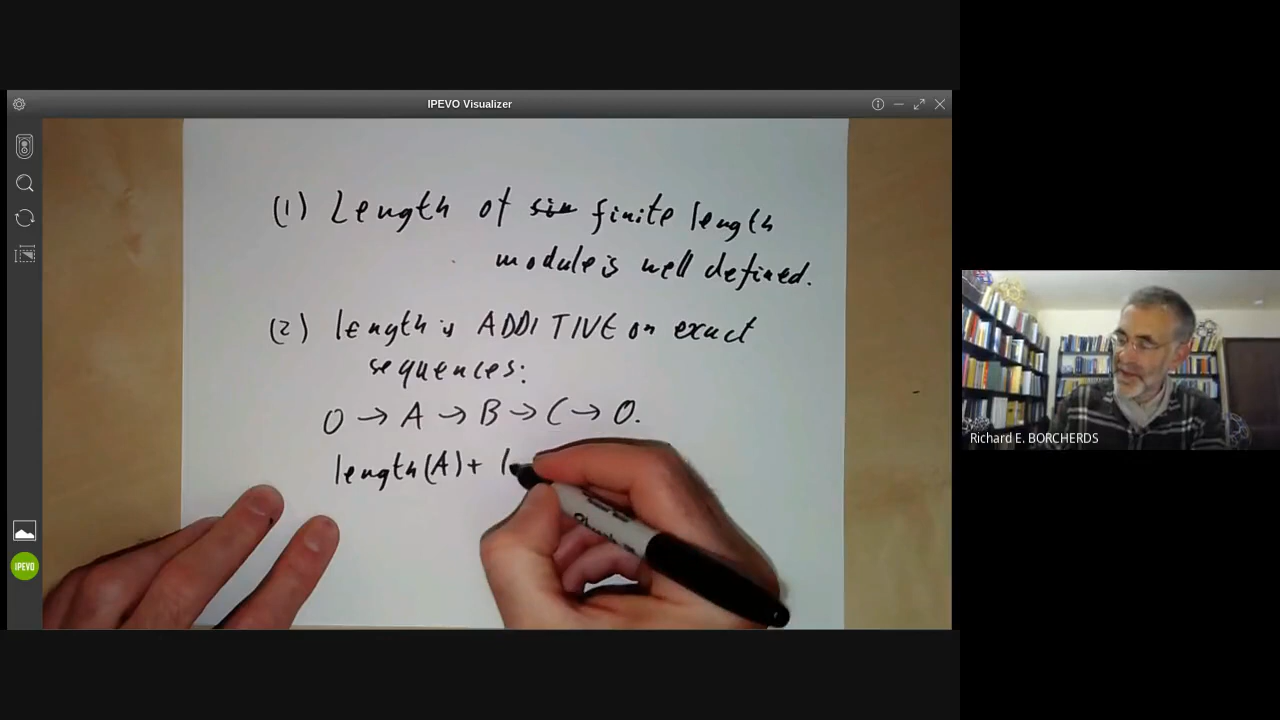 IPEVO Visualizer
(1) Length of sim finite length
module is well defined.
(2) length is ADDITIVE on exact
sequences:
0 → A → B → C → 0.
length(A) + l
IPEVO
Richard E. BORCHERDS